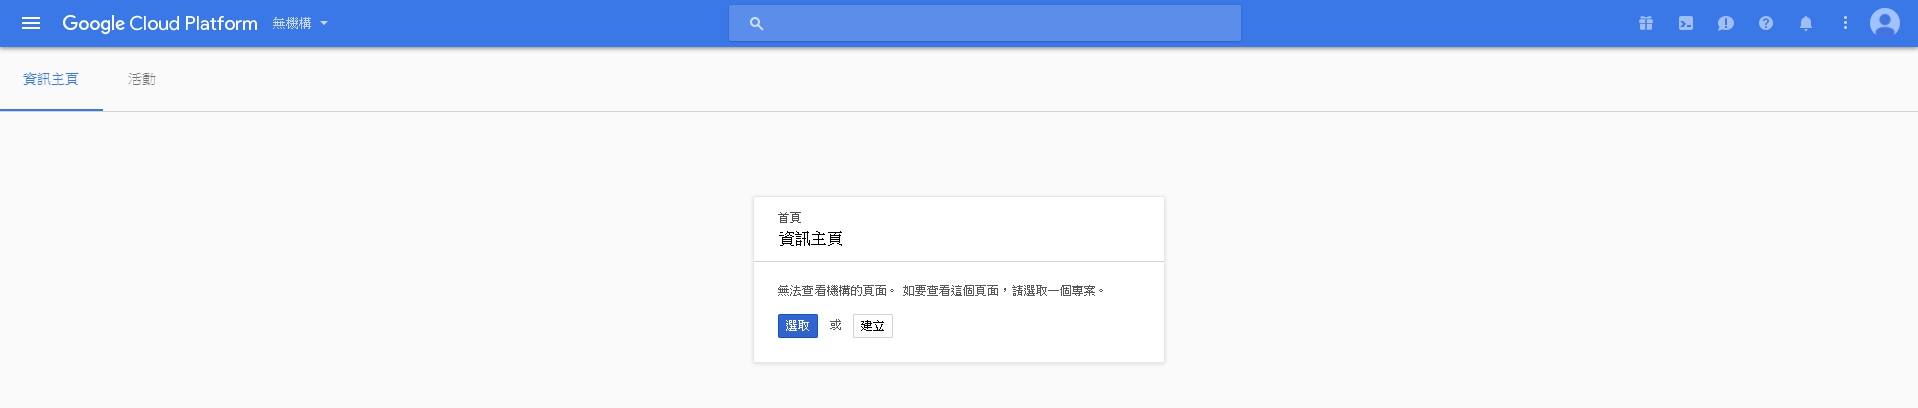 Google Cloud Platform 無機構
資訊主頁 活動
首頁
資訊主頁
無法查看機構的頁面。 如要查看這個頁面，請選取一個專案。
選取 或 建立